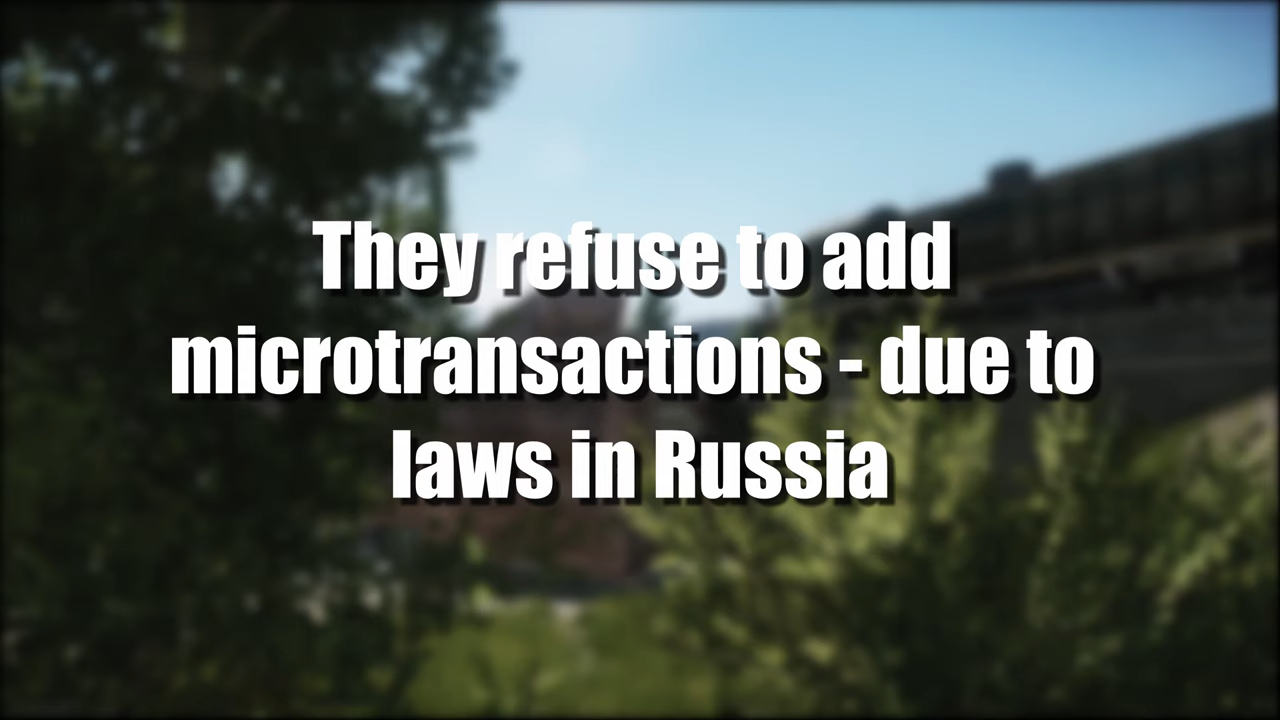 They refuse to add
microtransactions - due to
laws in Russia